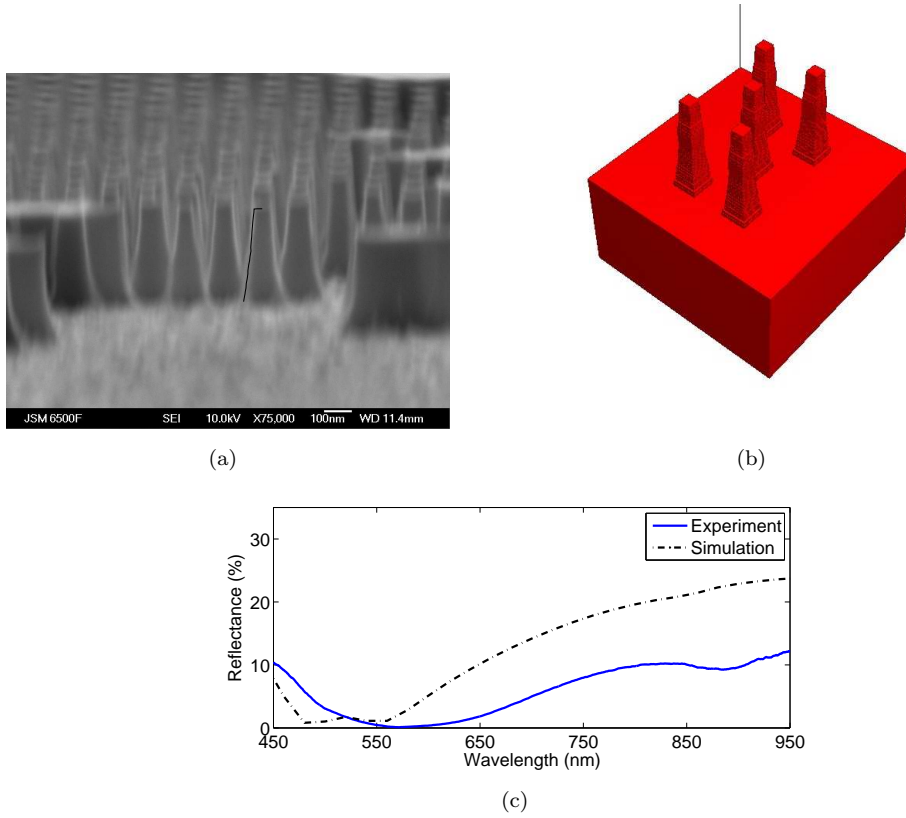 JSM 6500F SEI 10.0kV X75,000 100nm WD 11.4mm
(a)
(b)
Experiment
Simulation
Reflectance (%)
30
20
10
0
450 550 650 750 850 950
Wavelength (nm)
(c)